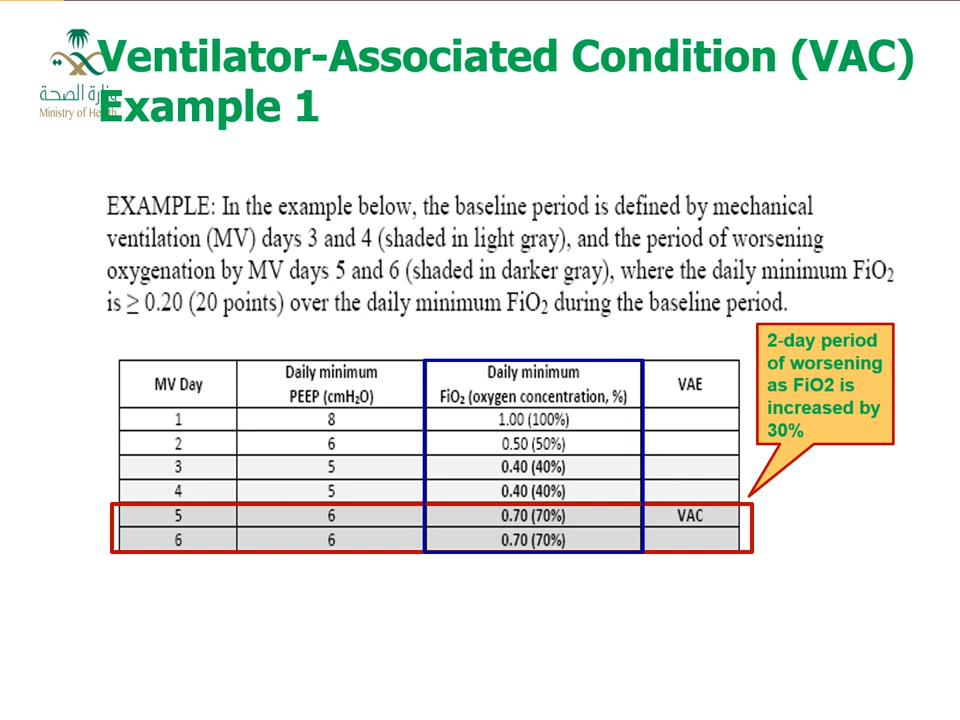 Ventilator-Associated Condition (VAC)
Example 1
وزارة الصحة
Ministry of Health
EXAMPLE: In the example below, the baseline period is defined by mechanical
ventilation (MV) days 3 and 4 (shaded in light gray), and the period of worsening
oxygenation by MV days 5 and 6 (shaded in darker gray), where the daily minimum FiO₂
is ≥ 0.20 (20 points) over the daily minimum FiO₂ during the baseline period.
2-day period
of worsening
as FiO2 is
increased by
30%
MV Day Daily minimum PEEP (cmH₂O) Daily minimum FiO₂ (oxygen concentration, %) VAE
1 8 1.00 (100%)
2 6 0.50 (50%)
3 5 0.40 (40%)
4 5 0.40 (40%)
5 6 0.70 (70%) VAC
6 6 0.70 (70%)